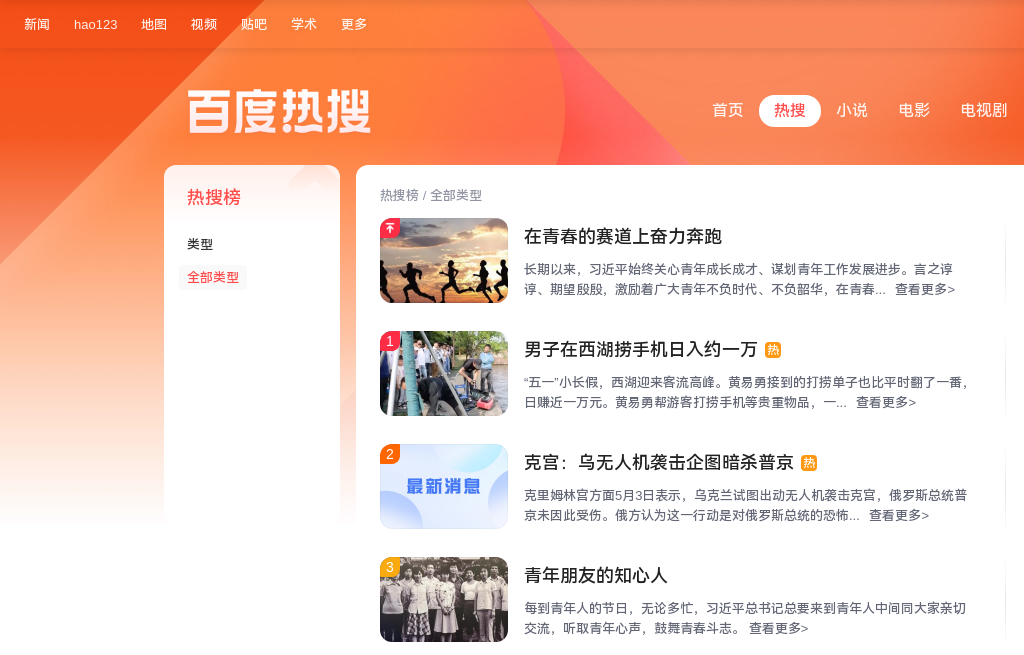 新闻 hao123 地图 视频 贴吧 学术 更多
百度热搜
首页 热搜 小说 电影 电视剧
热搜榜
类型
全部类型
热搜榜 / 全部类型
在青春的赛道上奋力奔跑
长期以来，习近平始终关心青年成长成才、谋划青年工作发展进步。言之谆
谆、期望殷殷，激励着广大青年不负时代、不负韶华，在青春... 查看更多>
1
男子在西湖捞手机日入约一万 热
“五一”小长假，西湖迎来客流高峰。黄易勇接到的打捞单子也比平时翻了一番，
日赚近一万元。黄易勇帮游客打捞手机等贵重物品，一... 查看更多>
2
最新消息
克宫：乌无人机袭击企图暗杀普京 热
克里姆林宫方面5月3日表示，乌克兰试图出动无人机袭击克宫，俄罗斯总统普
京未因此受伤。俄方认为这一行动是对俄罗斯总统的恐怖... 查看更多>
3
青年朋友的知心人
每到青年人的节日，无论多忙，习近平总书记总要来到青年人中间同大家亲切
交流，听取青年心声，鼓舞青春斗志。 查看更多>